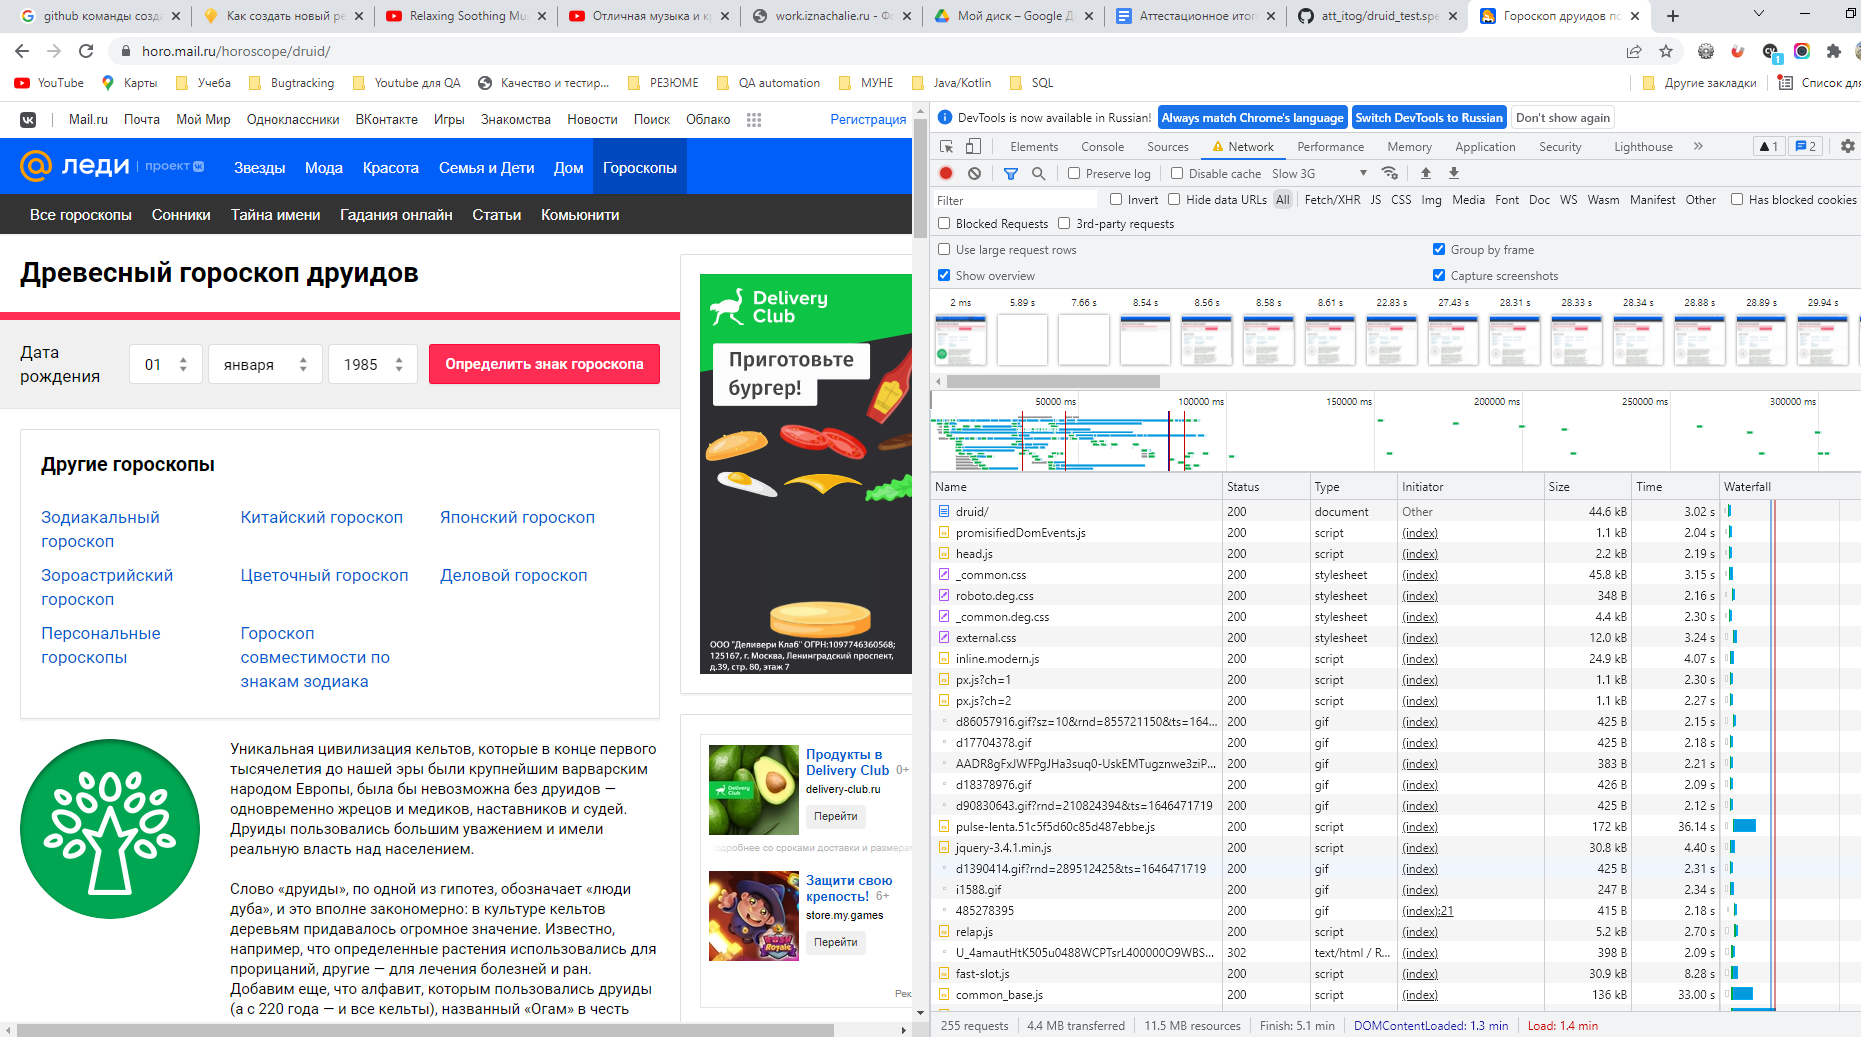 github команды созд
Как создать новый ре
Relaxing Soothing Mus
Отличная музыка и к
work.iznachalie.ru - Ф
Мой диск – Google Д
Аттестационное итог
att_itog/druid_test.spe
Гороскоп друидов по
horo.mail.ru/horoscope/druid/
YouTube
Карты
Учеба
Bugtracking
Youtube для QA
Качество и тестир...
РЕЗЮМЕ
QA automation
МУНЕ
Java/Kotlin
SQL
Другие закладки
Список для
Mail.ru Почта Мой Мир Одноклассники ВКонтакте Игры Знакомства Новости Поиск Облако
Регистрация
леди проект
Звезды Мода Красота Семья и Дети Дом Гороскопы
Все гороскопы Сонники Тайна имени Гадания онлайн Статьи Комьюнити
Древесный гороскоп друидов
Дата
рождения
01
января
1985
Определить знак гороскопа
Другие гороскопы
Зодиакальный
гороскоп
Китайский гороскоп
Японский гороскоп
Зороастрийский
гороскоп
Цветочный гороскоп
Деловой гороскоп
Персональные
гороскопы
Гороскоп
совместимости по
знакам зодиака
Уникальная цивилизация кельтов, которые в конце первого
тысячелетия до нашей эры были крупнейшим варварским
народом Европы, была бы невозможна без друидов —
одновременно жрецов и медиков, наставников и судей.
Друиды пользовались большим уважением и имели
реальную власть над населением.
Слово «друиды», по одной из гипотез, обозначает «люди
дуба», и это вполне закономерно: в культуре кельтов
деревьям придавалось огромное значение. Известно,
например, что определенные растения использовались для
прорицаний, другие — для лечения болезней и ран.
Добавим еще, что алфавит, которым пользовались друиды
(а с 220 года — и все кельты), названный «Огам» в честь
Delivery
Club
Приготовьте
бургер!
ООО "Деливери Клаб" ОГРН:1097746360568;
125167, г. Москва, Ленинградский проспект,
д.39, стр. 80, этаж 7
Продукты в
Delivery Club 0+
delivery-club.ru
Перейти
одробнее со сроками доставки и размерам
Защити свою
крепость! 6+
store.my.games
Перейти
Рек
DevTools is now available in Russian!
Always match Chrome's language
Switch DevTools to Russian
Don't show again
Elements Console Sources Network Performance Memory Application Security Lighthouse
1
2
Preserve log
Disable cache
Slow 3G
Filter
Invert
Hide data URLs
All Fetch/XHR JS CSS Img Media Font Doc WS Wasm Manifest Other
Has blocked cookies
Blocked Requests
3rd-party requests
Use large request rows
Group by frame
Show overview
Capture screenshots
2 ms 5.89 s 7.66 s 8.54 s 8.56 s 8.58 s 8.61 s 22.83 s 27.43 s 28.31 s 28.33 s 28.34 s 28.88 s 28.89 s 29.94 s
50000 ms 100000 ms 150000 ms 200000 ms 250000 ms 300000 ms
Name Status Type Initiator Size Time Waterfall
druid/ 200 document Other 44.6 kB 3.02 s
promisifiedDomEvents.js 200 script (index) 1.1 kB 2.04 s
head.js 200 script (index) 2.2 kB 2.19 s
_common.css 200 stylesheet (index) 45.8 kB 3.15 s
roboto.deg.css 200 stylesheet (index) 348 B 2.16 s
_common.deg.css 200 stylesheet (index) 4.4 kB 2.30 s
external.css 200 stylesheet (index) 12.0 kB 3.24 s
inline.modern.js 200 script (index) 24.9 kB 4.07 s
px.js?ch=1 200 script (index) 1.1 kB 2.30 s
px.js?ch=2 200 script (index) 1.1 kB 2.27 s
d86057916.gif?sz=10&rnd=855721150&ts=164... 200 gif (index) 425 B 2.15 s
d17704378.gif 200 gif (index) 425 B 2.18 s
AADR8gFxJWFPgJHa3suq0-UskEMTugznwe3ziP... 200 gif (index) 383 B 2.21 s
d18378976.gif 200 gif (index) 426 B 2.09 s
d90830643.gif?rnd=210824394&ts=1646471719 200 gif (index) 425 B 2.12 s
pulse-lenta.51c5f5d60c85d487ebbe.js 200 script (index) 172 kB 36.14 s
jquery-3.4.1.min.js 200 script (index) 30.8 kB 4.40 s
d1390414.gif?rnd=289512425&ts=1646471719 200 gif (index) 425 B 2.31 s
i1588.gif 200 gif (index) 247 B 2.34 s
485278395 200 gif (index):21 415 B 2.18 s
relap.js 200 script (index) 5.2 kB 2.70 s
U_4amautHtK505u0488WCPTsrL400000O9WBS... 302 text/html / R... (index) 398 B 2.09 s
fast-slot.js 200 script (index) 30.9 kB 8.28 s
common_base.js 200 script (index) 136 kB 33.00 s
255 requests 4.4 MB transferred 11.5 MB resources Finish: 5.1 min DOMContentLoaded: 1.3 min Load: 1.4 min